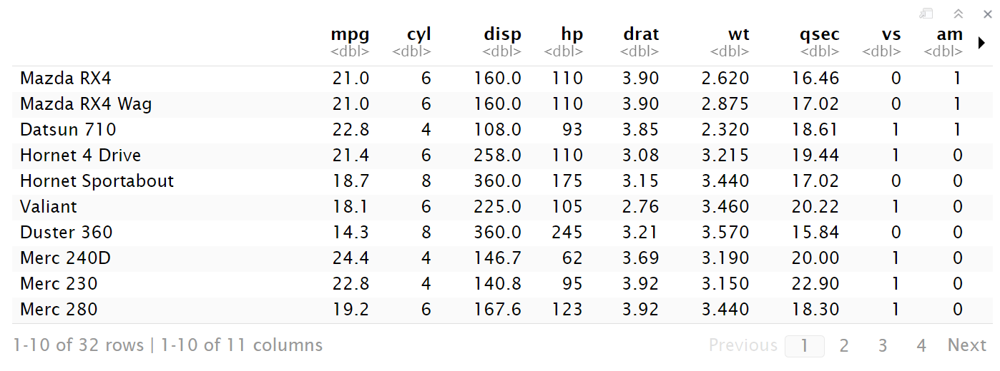 mpg cyl disp hp drat wt qsec vs am
<dbl> <dbl> <dbl> <dbl> <dbl> <dbl> <dbl> <dbl> <dbl>
Mazda RX4 21.0 6 160.0 110 3.90 2.620 16.46 0 1
Mazda RX4 Wag 21.0 6 160.0 110 3.90 2.875 17.02 0 1
Datsun 710 22.8 4 108.0 93 3.85 2.320 18.61 1 1
Hornet 4 Drive 21.4 6 258.0 110 3.08 3.215 19.44 1 0
Hornet Sportabout 18.7 8 360.0 175 3.15 3.440 17.02 0 0
Valiant 18.1 6 225.0 105 2.76 3.460 20.22 1 0
Duster 360 14.3 8 360.0 245 3.21 3.570 15.84 0 0
Merc 240D 24.4 4 146.7 62 3.69 3.190 20.00 1 0
Merc 230 22.8 4 140.8 95 3.92 3.150 22.90 1 0
Merc 280 19.2 6 167.6 123 3.92 3.440 18.30 1 0
1-10 of 32 rows | 1-10 of 11 columns Previous 1 2 3 4 Next